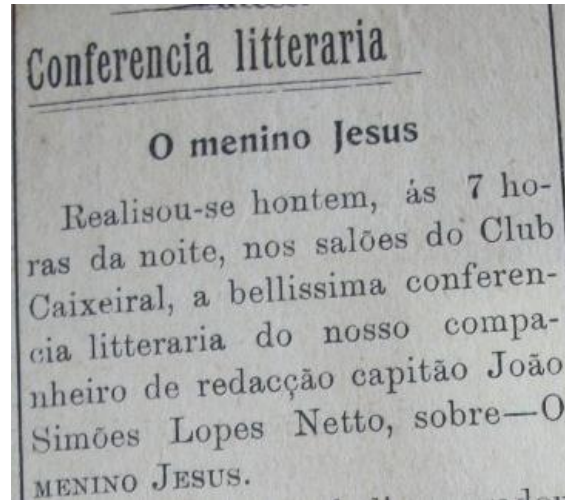 Conferencia litteraria
O menino Jesus
Realisou-se hontem, ás 7 ho-
ras da noite, nos salões do Club
Caixeiral, a bellissima conferen-
cia litteraria do nosso compa-
nheiro de redacção capitão João
Simões Lopes Netto, sobre—O
MENINO JESUS.